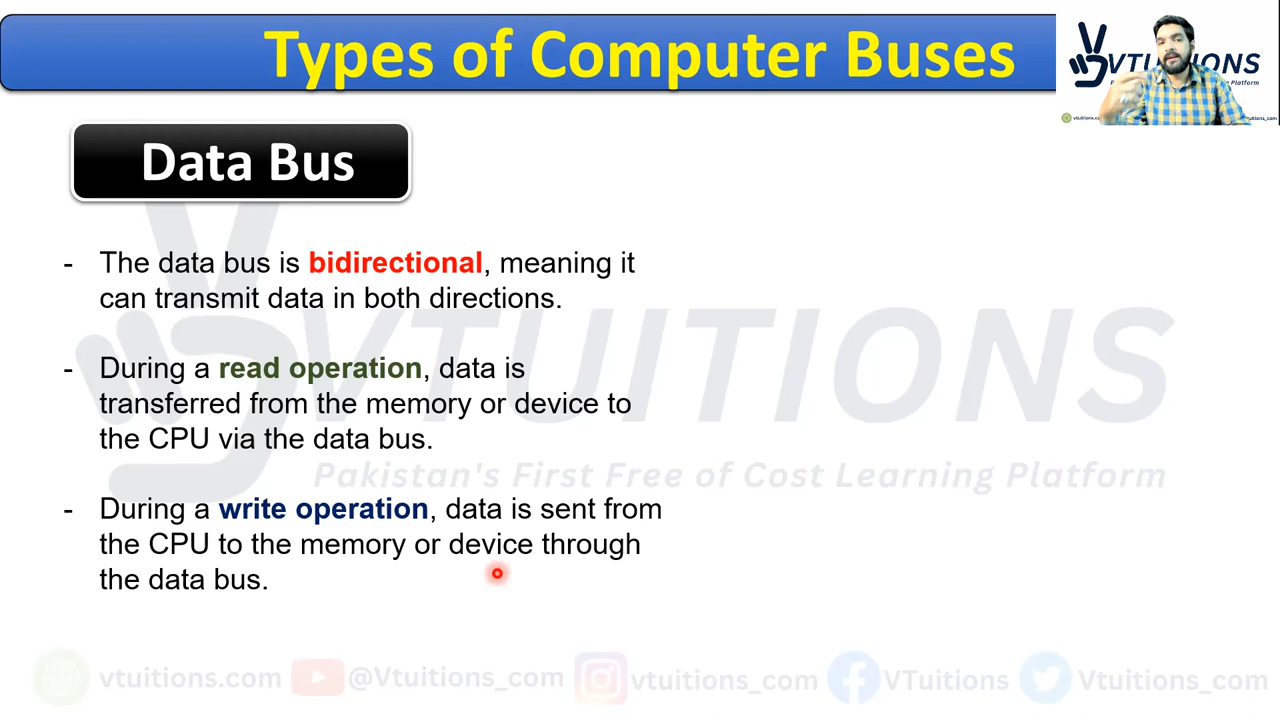 Types of Computer Buses
VTUITIONS
Data Bus
- The data bus is bidirectional, meaning it
can transmit data in both directions.
- During a read operation, data is
transferred from the memory or device to
the CPU via the data bus.
- During a write operation, data is sent from
the CPU to the memory or device through
the data bus.
VTUITIONS
Pakistan's First Free of Cost Learning Platform
vtuitions.com @Vtuitions_com vtuitions_com VTuitions Vtuitions_com